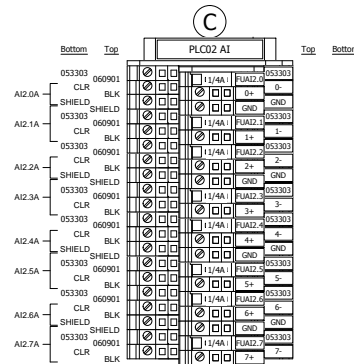 C
Bottom Top PLC02 AI Top Bottom
053303 060901 1/4A FUAI2.0 053303
AI2.0A CLR BLK 0+ 0-
SHIELD SHIELD GND GND
053303 060901 1/4A FUAI2.1 053303
AI2.1A CLR BLK 1+ 1-
053303 060901 1/4A FUAI2.2 053303
AI2.2A CLR BLK 2+ 2-
SHIELD SHIELD GND GND
053303 060901 1/4A FUAI2.3 053303
AI2.3A CLR BLK 3+ 3-
053303 060901 1/4A FUAI2.4 053303
AI2.4A CLR BLK 4+ 4-
SHIELD SHIELD GND GND
053303 060901 1/4A FUAI2.5 053303
AI2.5A CLR BLK 5+ 5-
053303 060901 1/4A FUAI2.6 053303
AI2.6A CLR BLK 6+ 6-
SHIELD SHIELD GND GND
053303 060901 1/4A FUAI2.7 053303
AI2.7A CLR BLK 7+ 7-